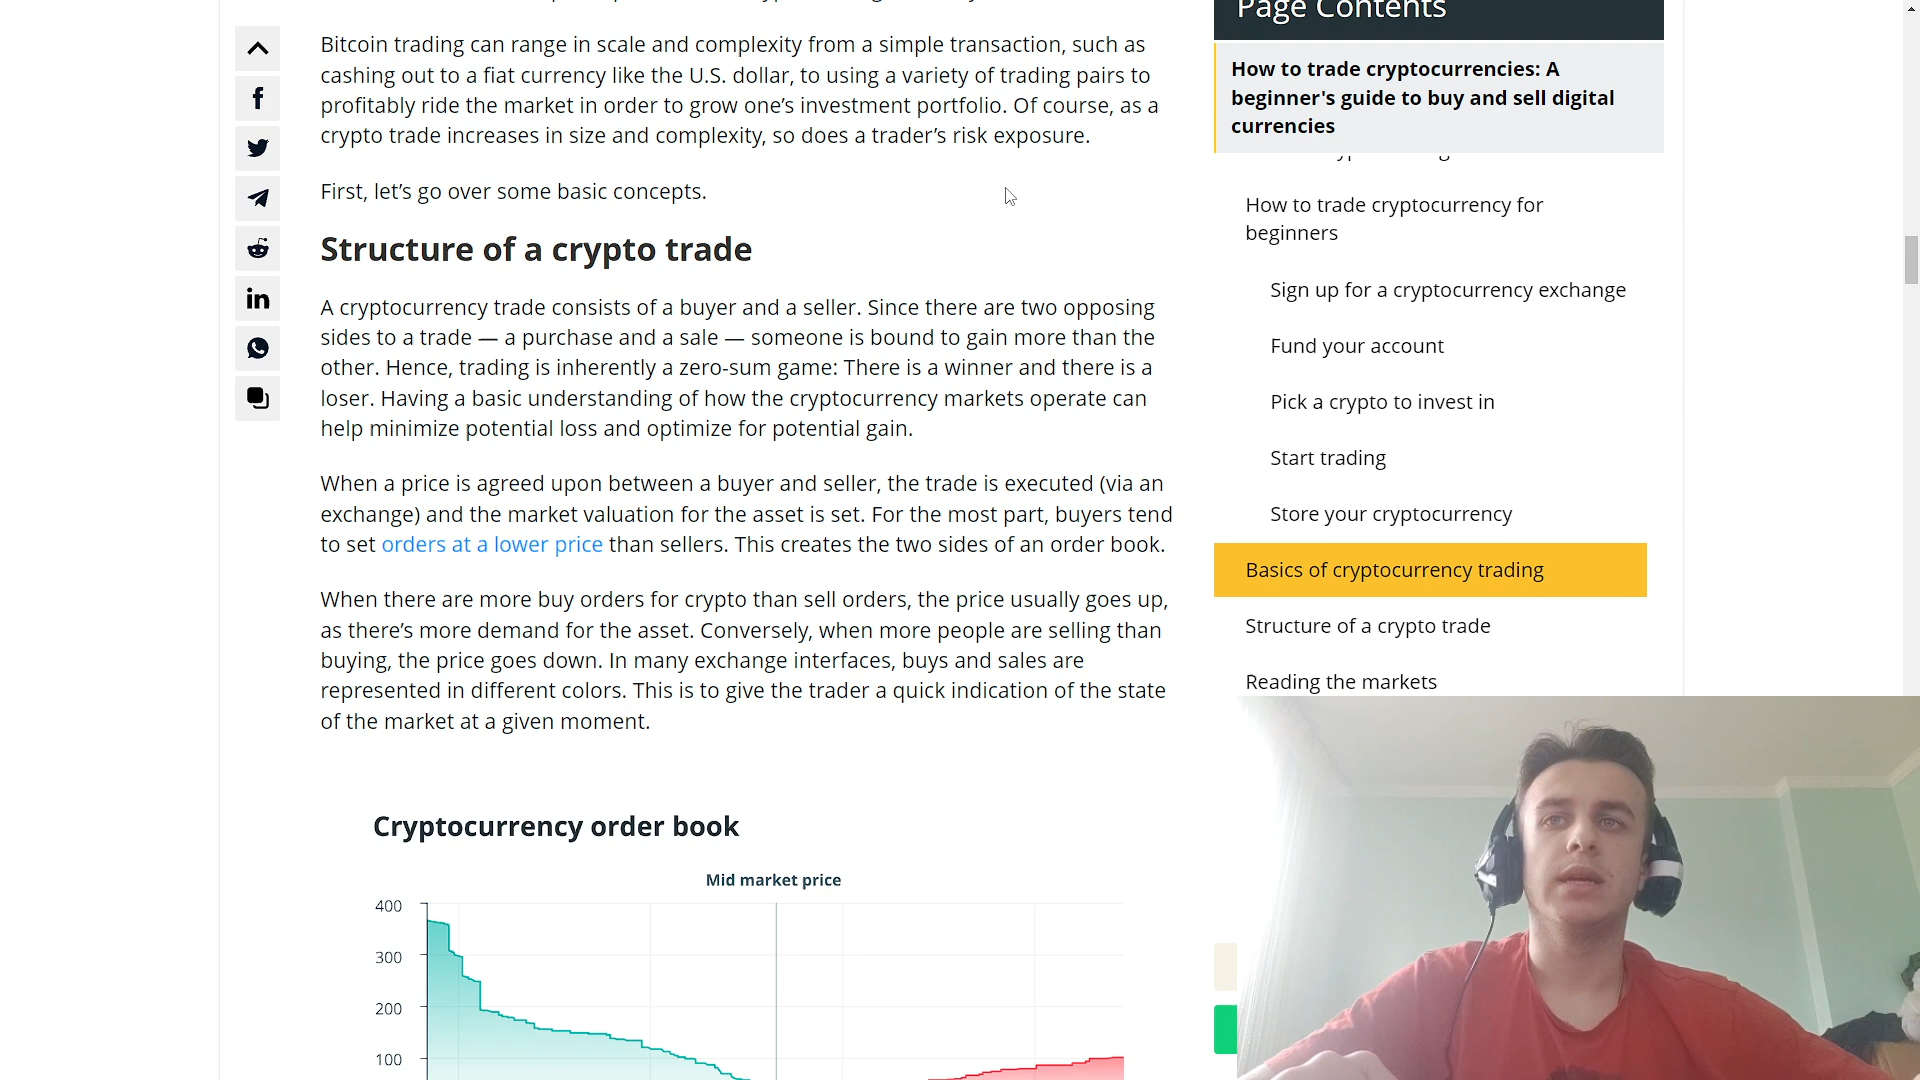 Bitcoin trading can range in scale and complexity from a simple transaction, such as
cashing out to a fiat currency like the U.S. dollar, to using a variety of trading pairs to
profitably ride the market in order to grow one’s investment portfolio. Of course, as a
crypto trade increases in size and complexity, so does a trader’s risk exposure.
First, let’s go over some basic concepts.
Structure of a crypto trade
A cryptocurrency trade consists of a buyer and a seller. Since there are two opposing
sides to a trade — a purchase and a sale — someone is bound to gain more than the
other. Hence, trading is inherently a zero-sum game: There is a winner and there is a
loser. Having a basic understanding of how the cryptocurrency markets operate can
help minimize potential loss and optimize for potential gain.
When a price is agreed upon between a buyer and seller, the trade is executed (via an
exchange) and the market valuation for the asset is set. For the most part, buyers tend
to set orders at a lower price than sellers. This creates the two sides of an order book.
When there are more buy orders for crypto than sell orders, the price usually goes up,
as there’s more demand for the asset. Conversely, when more people are selling than
buying, the price goes down. In many exchange interfaces, buys and sales are
represented in different colors. This is to give the trader a quick indication of the state
of the market at a given moment.
Cryptocurrency order book
Mid market price
400
300
200
100
Page Contents
How to trade cryptocurrencies: A
beginner's guide to buy and sell digital
currencies
How to trade cryptocurrency for
beginners
Sign up for a cryptocurrency exchange
Fund your account
Pick a crypto to invest in
Start trading
Store your cryptocurrency
Basics of cryptocurrency trading
Structure of a crypto trade
Reading the markets